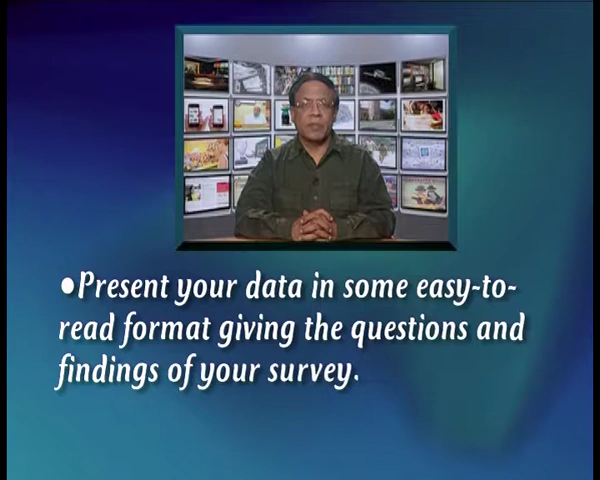 ●Present your data in some easy-to-
read format giving the questions and
findings of your survey.